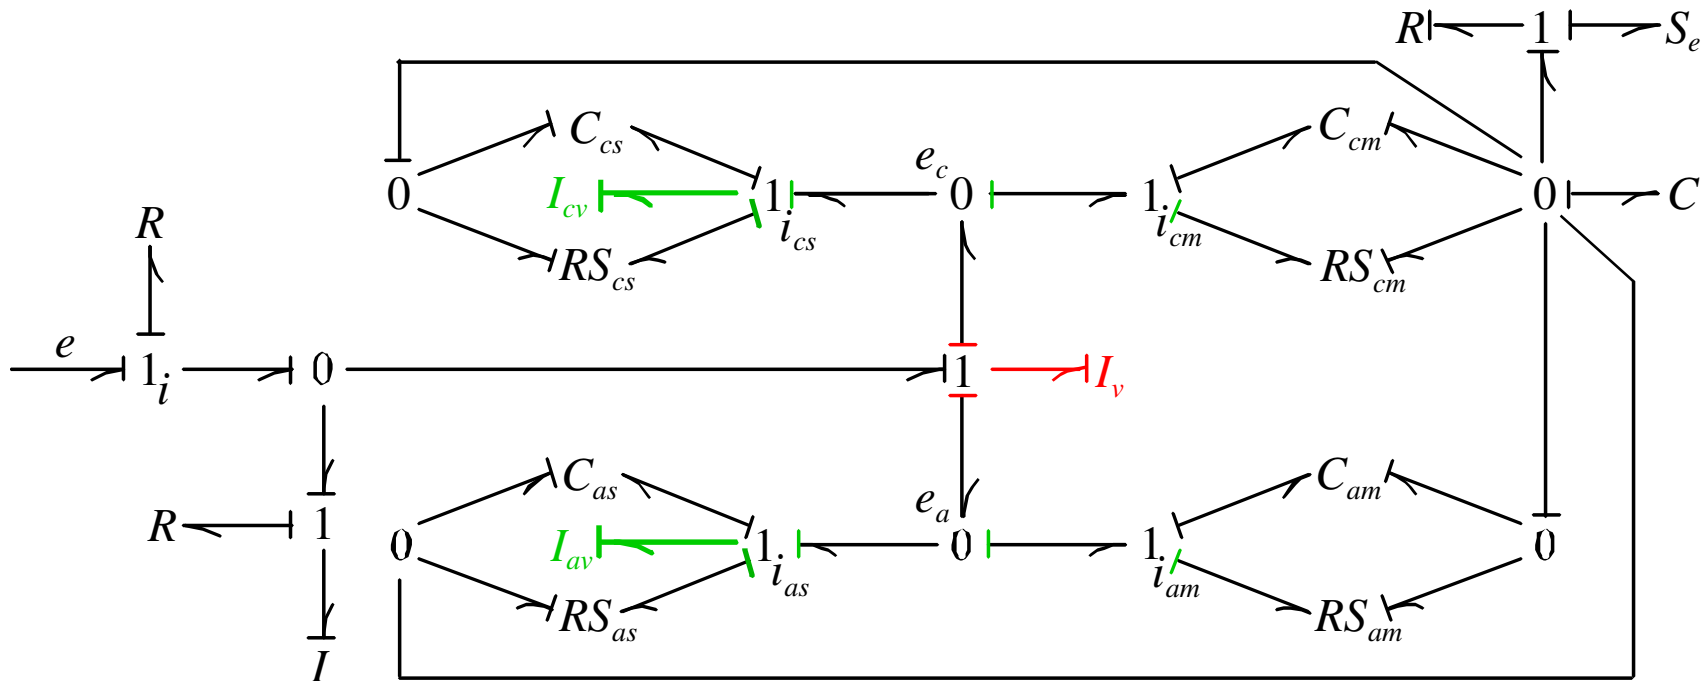 R 1 S_e
C_cs e_c C_cm
0 I_cv 1 i_cs 0 1 i_cm 0 C
R RS_cs RS_cm
e 1 i 0 1 I_v
C_as e_a C_am
R 1 0 I_av 1 i_as 0 1 i_am 0
RS_as RS_am
I